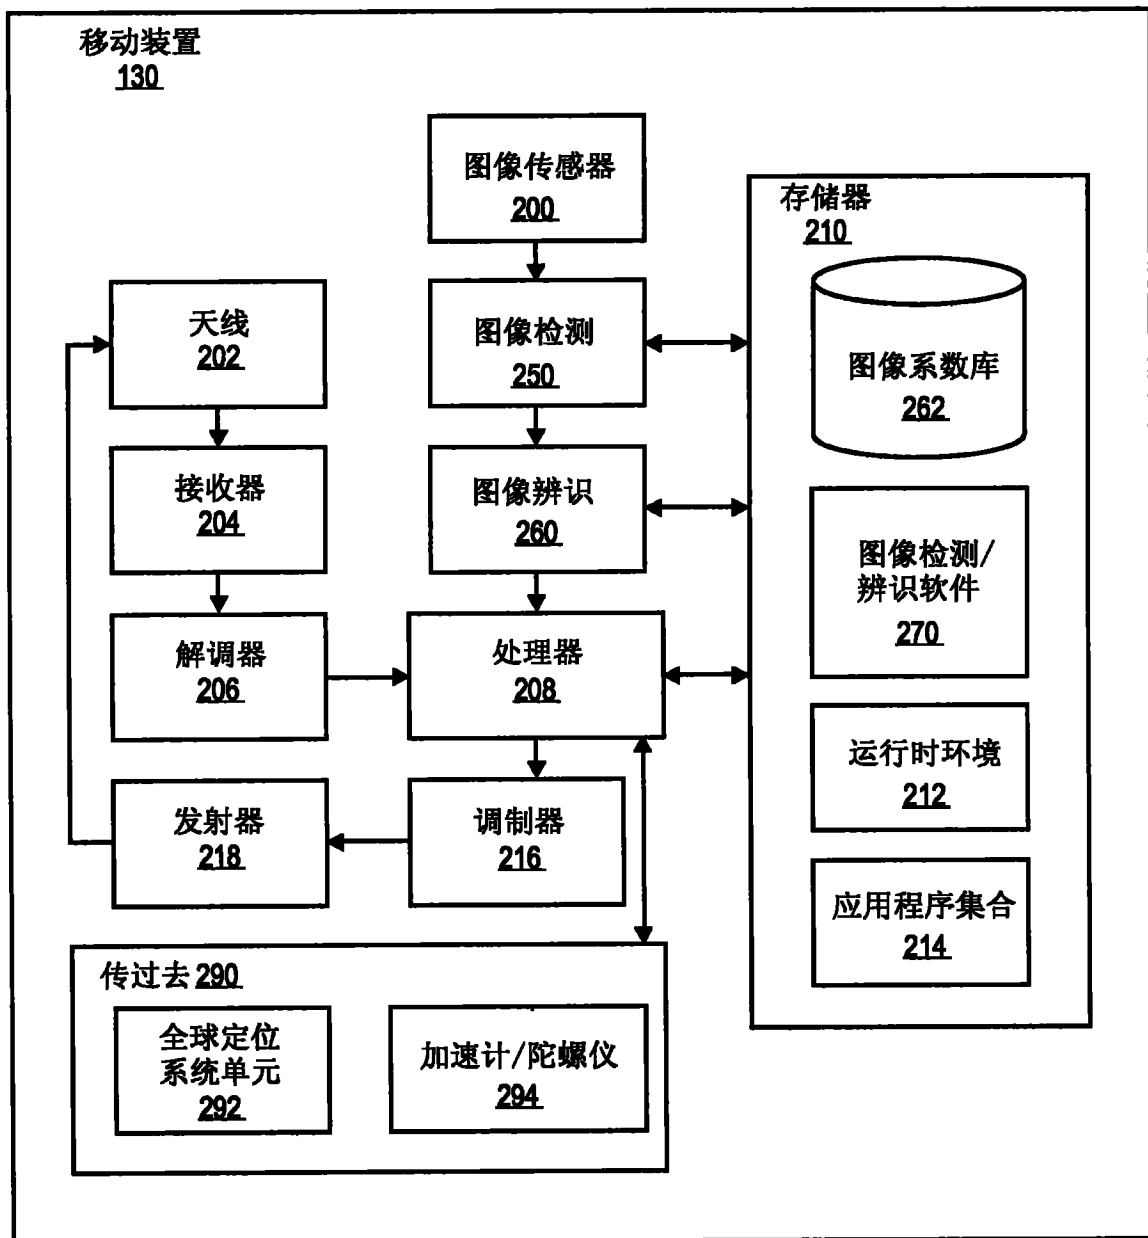 移动装置
130
图像传感器
200
存储器
210
天线
202
图像检测
250
图像系数库
262
接收器
204
图像辨识
260
图像检测/
辨识软件
270
解调器
206
处理器
208
运行时环境
212
发射器
218
调制器
216
应用程序集合
214
传过去290
全球定位
系统单元
292
加速计/陀螺仪
294